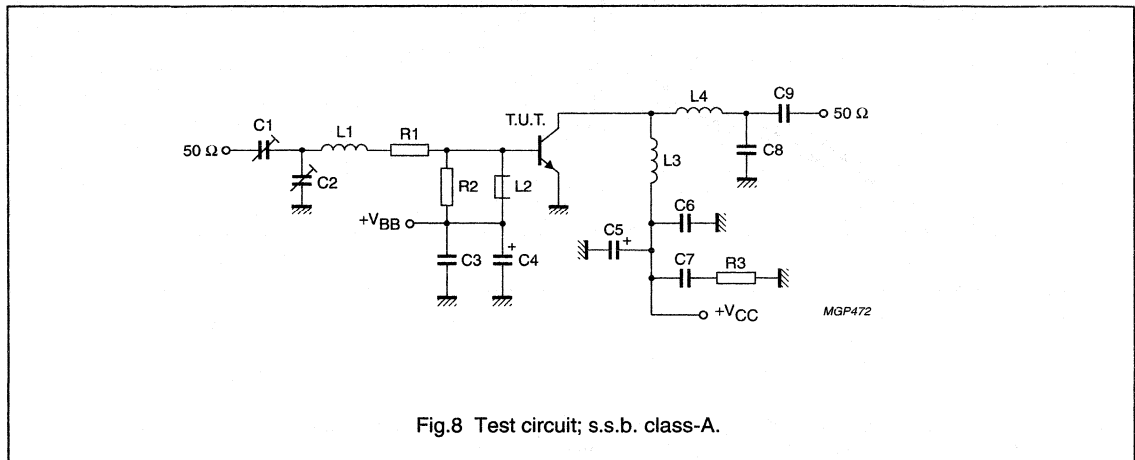 50 Ω
C1
C2
L1
R1
R2
L2
+VBB
C3
C4
+
T.U.T.
L3
L4
C9
50 Ω
C8
C6
C5
+
C7
R3
+VCC
MGP472
Fig.8 Test circuit; s.s.b. class-A.